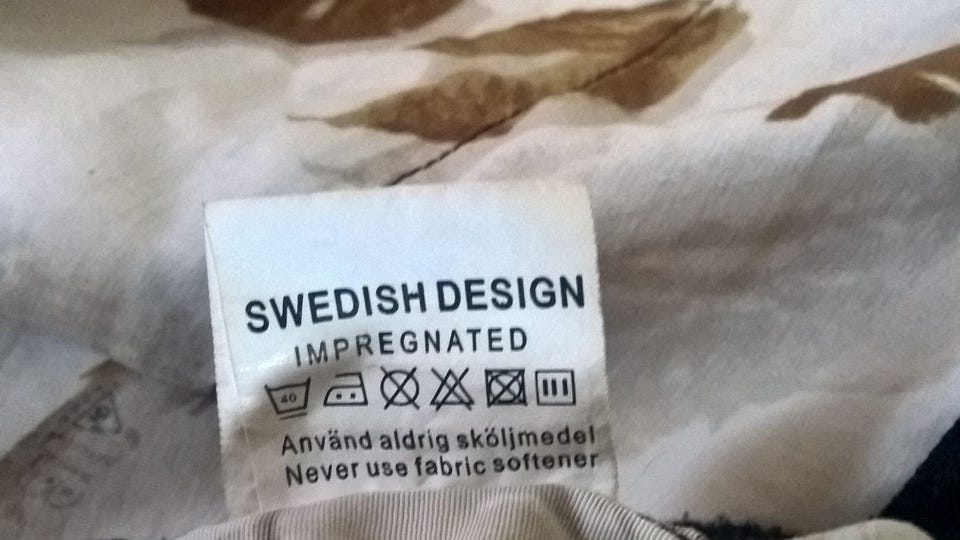 SWEDISH DESIGN
IMPREGNATED
40
Använd aldrig sköljmedel
Never use fabric softener